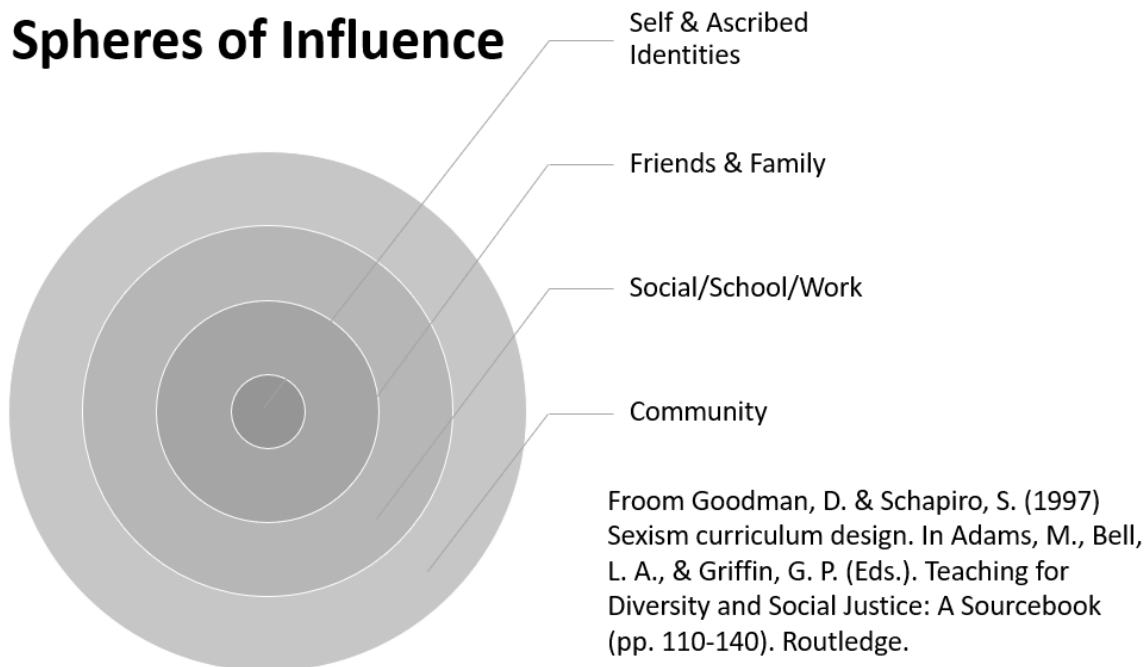 Spheres of Influence
Self & Ascribed
Identities
Friends & Family
Social/School/Work
Community
Froom Goodman, D. & Schapiro, S. (1997)
Sexism curriculum design. In Adams, M., Bell,
L. A., & Griffin, G. P. (Eds.). Teaching for
Diversity and Social Justice: A Sourcebook
(pp. 110-140). Routledge.